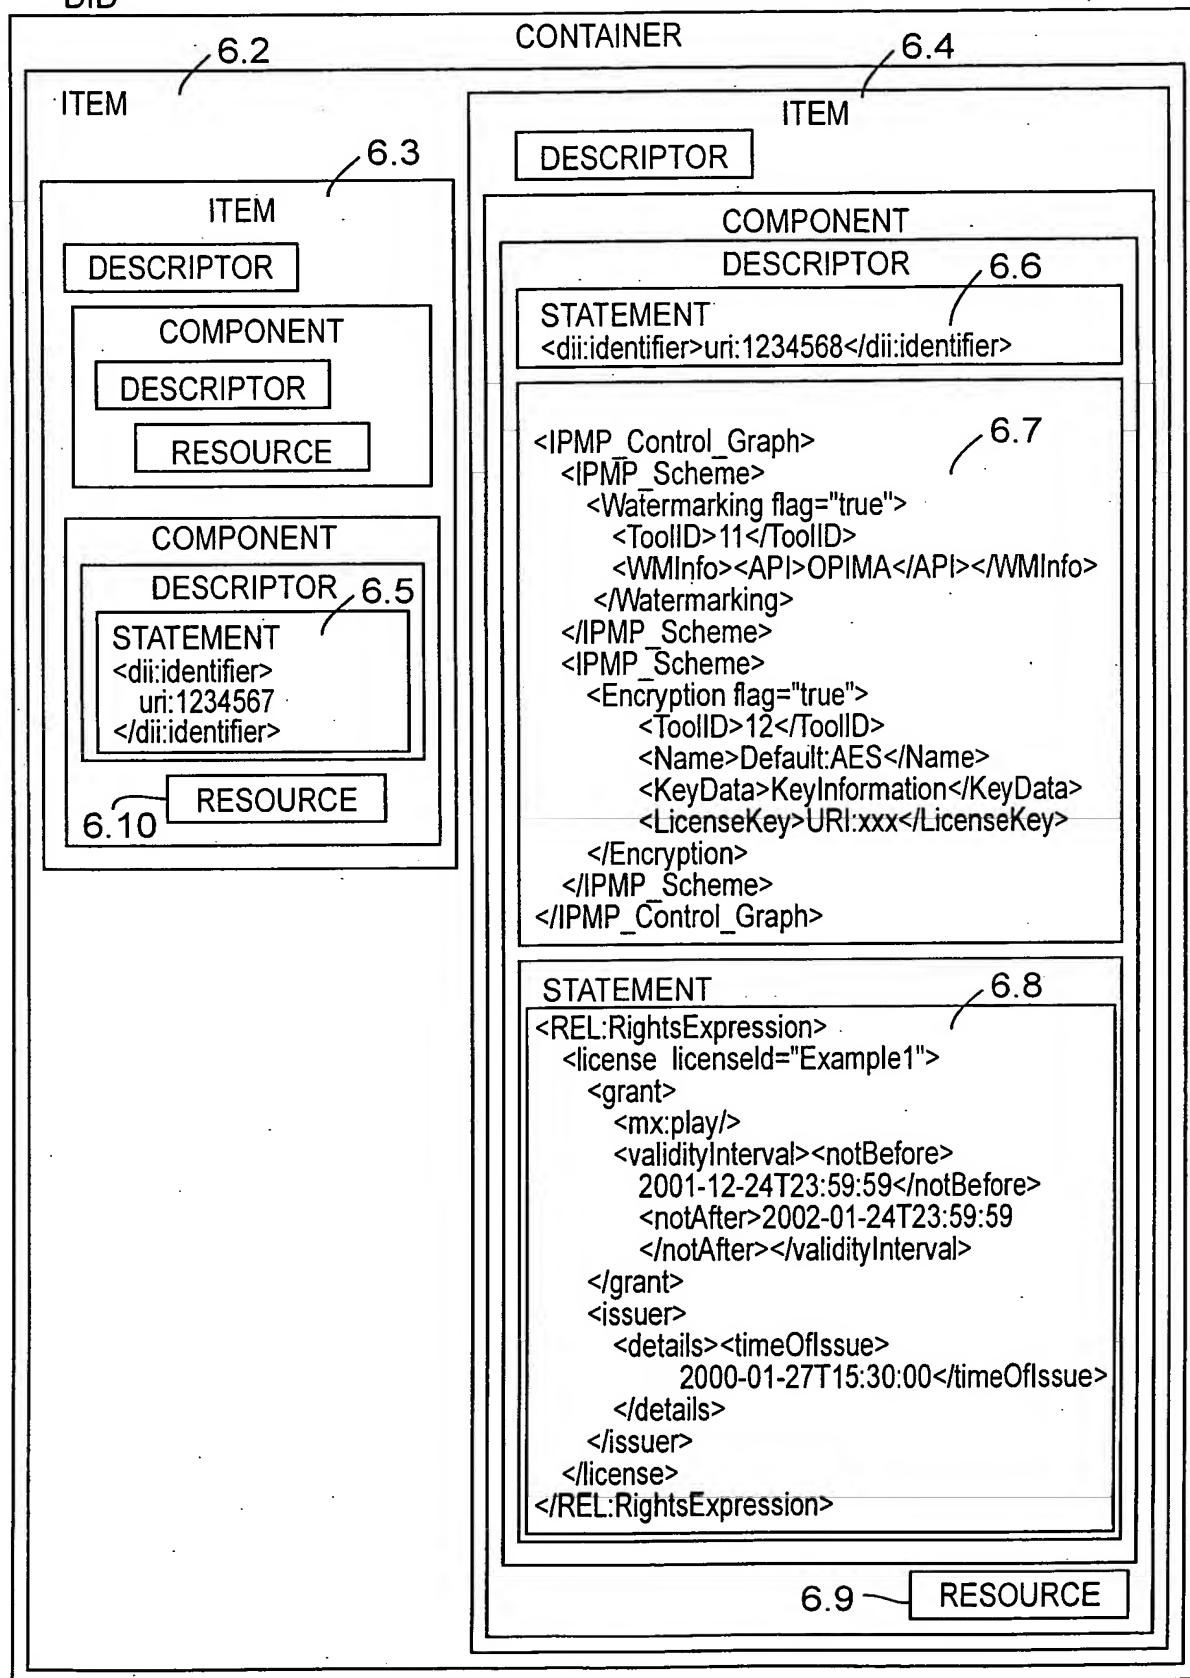 DID
CONTAINER
6.2
ITEM
6.3
ITEM
DESCRIPTOR
COMPONENT
DESCRIPTOR
RESOURCE
COMPONENT
DESCRIPTOR
6.5
STATEMENT
<dii:identifier>
uri:1234567
</dii:identifier>
RESOURCE
6.10
6.4
ITEM
DESCRIPTOR
COMPONENT
DESCRIPTOR
6.6
STATEMENT
<dii:identifier>uri:1234568</dii:identifier>
6.7
<IPMP_Control_Graph>
<IPMP_Scheme>
<Watermarking flag="true">
<ToolID>11</ToolID>
<WMInfo><API>OPIMA</API></WMInfo>
</Watermarking>
</IPMP_Scheme>
<IPMP_Scheme>
<Encryption flag="true">
<ToolID>12</ToolID>
<Name>Default:AES</Name>
<KeyData>KeyInformation</KeyData>
<LicenseKey>URI:xxx</LicenseKey>
</Encryption>
</IPMP_Scheme>
</IPMP_Control_Graph>
STATEMENT
6.8
<REL:RightsExpression>
<license licenseId="Example1">
<grant>
<mx:play/>
<validityInterval><notBefore>
2001-12-24T23:59:59</notBefore>
<notAfter>2002-01-24T23:59:59
</notAfter></validityInterval>
</grant>
<issuer>
<details><timeOfIssue>
2000-01-27T15:30:00</timeOfIssue>
</details>
</issuer>
</license>
</REL:RightsExpression>
6.9
RESOURCE